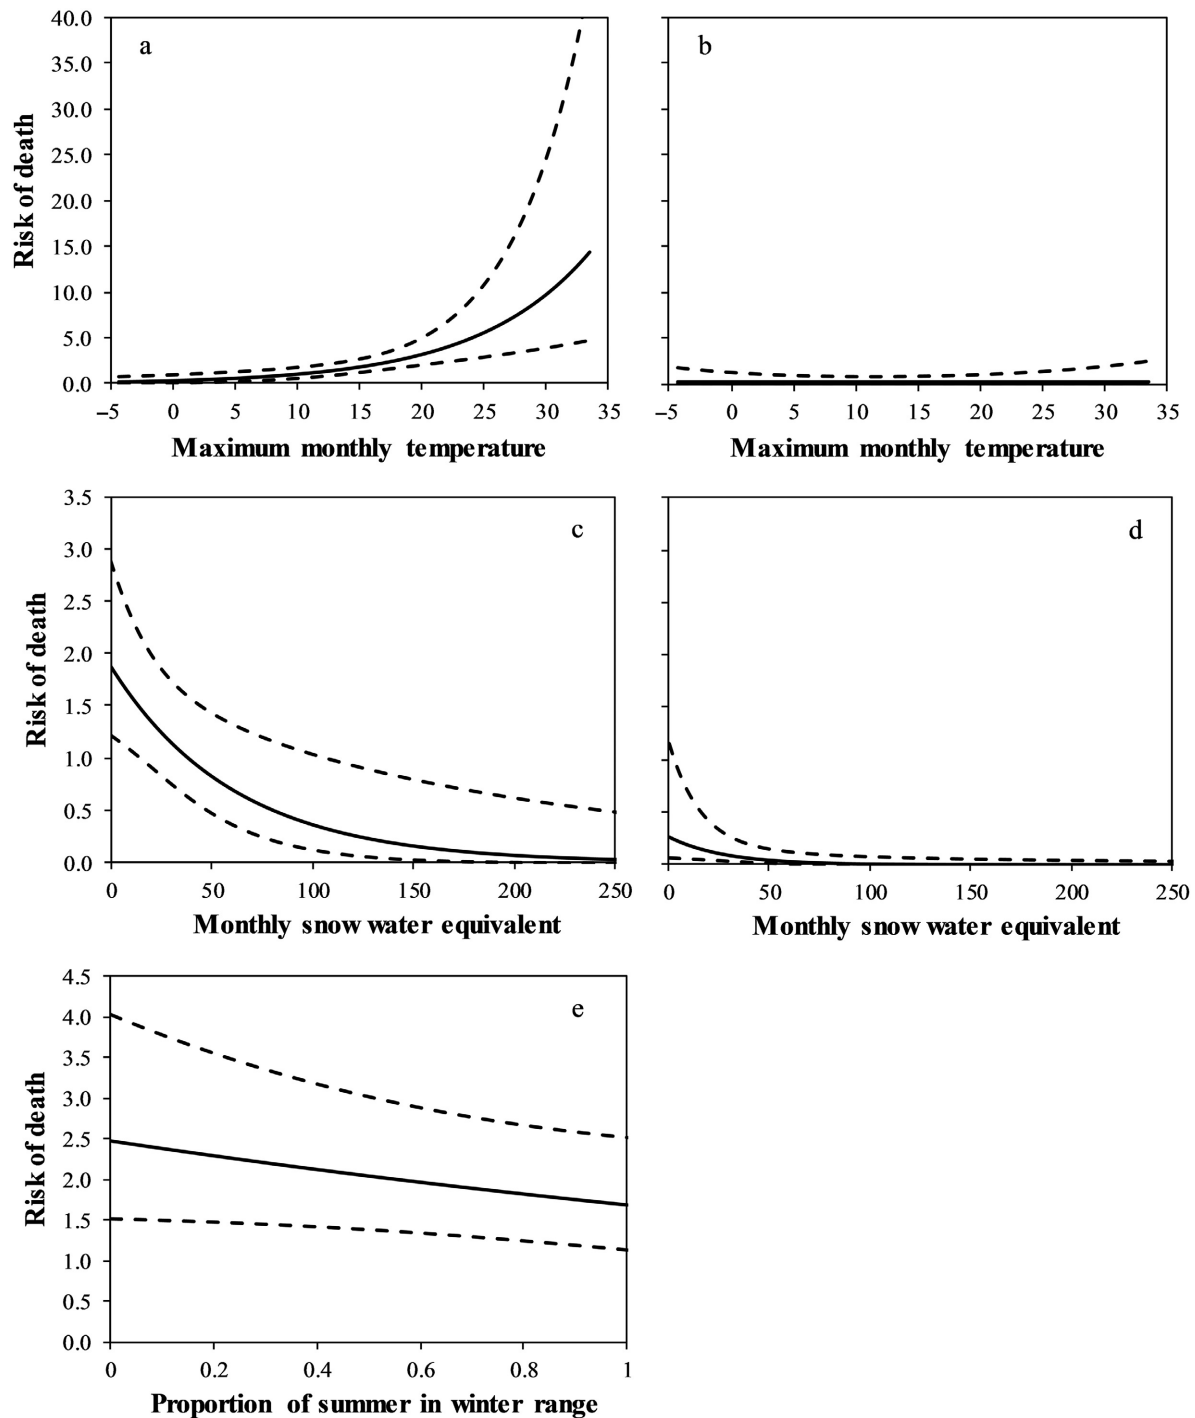 a
40.0
35.0
30.0
25.0
20.0
15.0
10.0
5.0
0.0
Risk of death
−5 0 5 10 15 20 25 30 35
Maximum monthly temperature
b
−5 0 5 10 15 20 25 30 35
Maximum monthly temperature
c
3.5
3.0
2.5
2.0
1.5
1.0
0.5
0.0
Risk of death
0 50 100 150 200 250
Monthly snow water equivalent
d
0 50 100 150 200 250
Monthly snow water equivalent
e
4.5
4.0
3.5
3.0
2.5
2.0
1.5
1.0
0.5
0.0
Risk of death
0 0.2 0.4 0.6 0.8 1
Proportion of summer in winter range